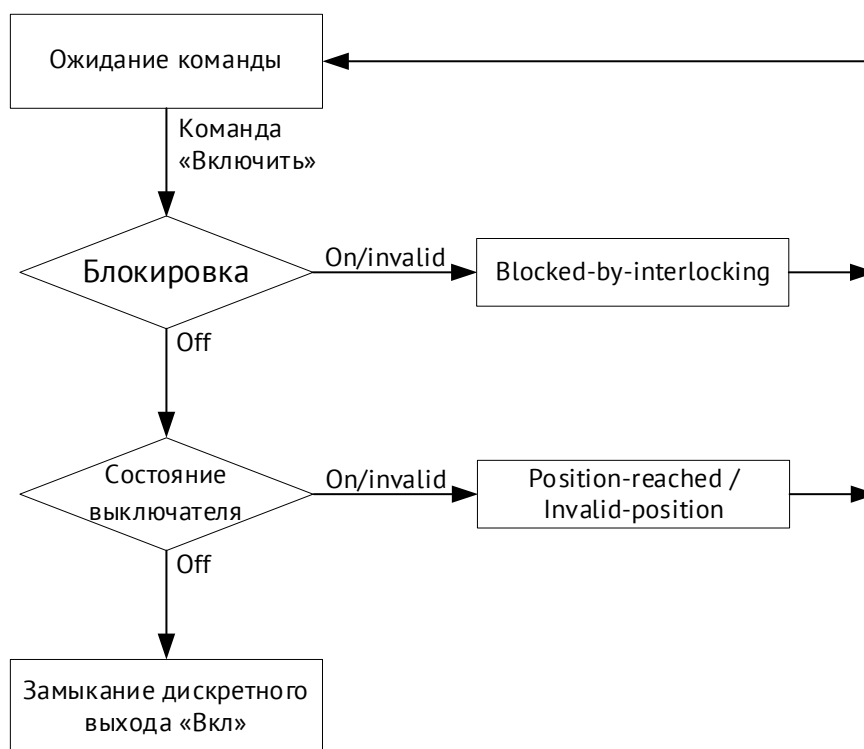 Ожидание команды
Команда
«Включить»
Блокировка
On/invalid
Blocked-by-interlocking
Off
Состояние
выключателя
On/invalid
Position-reached /
Invalid-position
Off
Замыкание дискретного
выхода «Вкл»